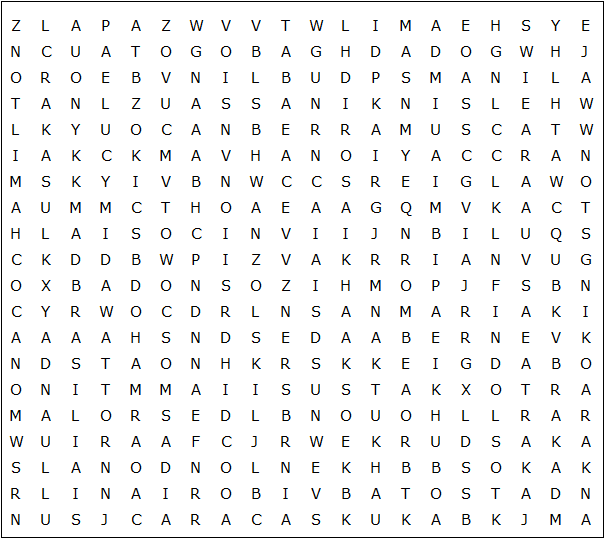 Z L A P A Z W V V T W L I M A E H S Y E
N C U A T O G O B A G H D A D O G W H J
O R O E B V N I L B U D P S M A N I L A
T A N L Z U A S S A N I K N I S L E H W
L K Y U O C A N B E R R A M U S C A T W
I A K C K M A V H A N O I Y A C C R A N
M S K Y I V B N W C C S R E I G L A W O
A U M M C T H O A E A A G Q M V K A C T
H L A I S O C I N V I I J N B I L U Q S
C K D D B W P I Z V A K R R I A N V U G
O X B A D O N S O Z I H M O P J F S B N
C Y R W O C D R L N S A N M A R I A K I
A A A A H S N D S E D A A B E R N E V K
N D S T A O N H K R S K K E I G D A B O
O N I T M M A I I S U S T A K X O T R A
M A L O R S E D L B N O U O H L L R A R
W U I R A A F C J R W E K R U D S A K A
S L A N O D N O L N E K H B B S O K A K
R L I N A I R O B I V B A T O S T A D N
N U S J C A R A C A S K U K A B K J M A